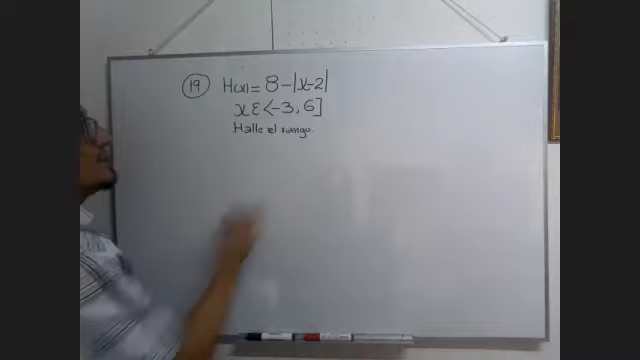 19 H(x) = 8 - |x-2|
x ε <-3, 6]
Halle el rango.